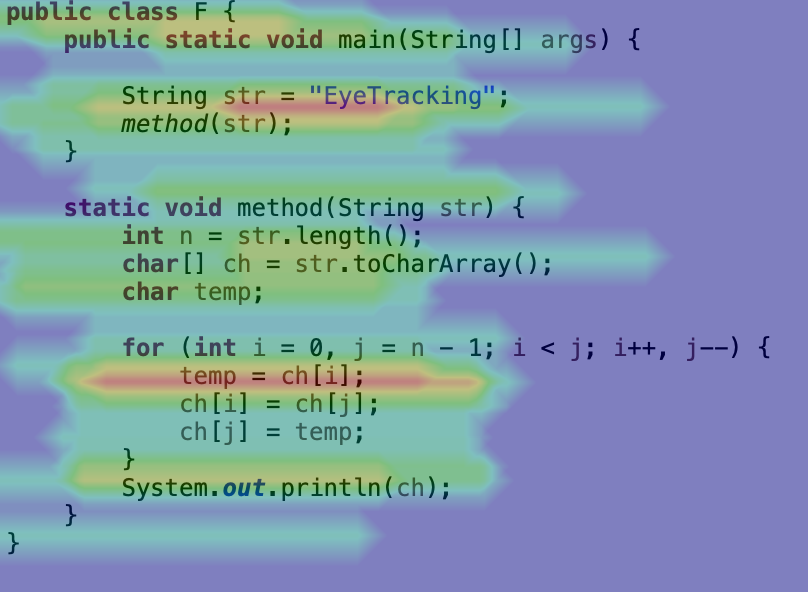 public class F {
    public static void main(String[] args) {

        String str = "EyeTracking";
        method(str);
    }

    static void method(String str) {
        int n = str.length();
        char[] ch = str.toCharArray();
        char temp;

        for (int i = 0, j = n - 1; i < j; i++, j--) {
            temp = ch[i];
            ch[i] = ch[j];
            ch[j] = temp;
        }
        System.out.println(ch);
    }
}